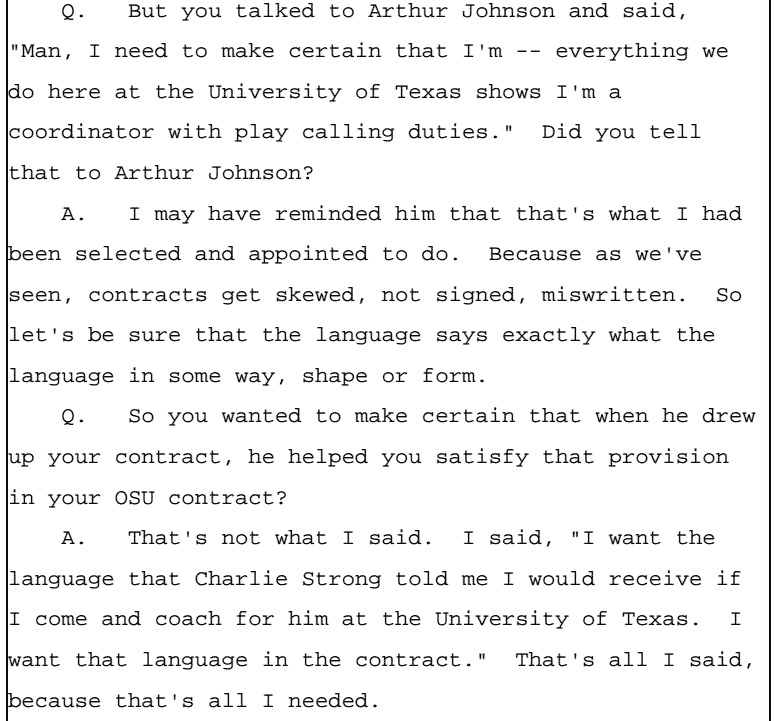 Q. But you talked to Arthur Johnson and said,
"Man, I need to make certain that I'm -- everything we
do here at the University of Texas shows I'm a
coordinator with play calling duties." Did you tell
that to Arthur Johnson?
A. I may have reminded him that that's what I had
been selected and appointed to do. Because as we've
seen, contracts get skewed, not signed, miswritten. So
let's be sure that the language says exactly what the
language in some way, shape or form.
Q. So you wanted to make certain that when he drew
up your contract, he helped you satisfy that provision
in your OSU contract?
A. That's not what I said. I said, "I want the
language that Charlie Strong told me I would receive if
I come and coach for him at the University of Texas. I
want that language in the contract." That's all I said,
because that's all I needed.